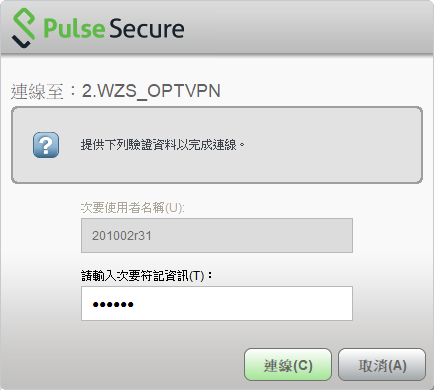 Pulse Secure
連線至：2.WZS_OPTVPN
提供下列驗證資料以完成連線。
次要使用者名稱(U):
201002r31
請輸入次要符記資訊(T)：
••••••
連線(C)
取消(A)